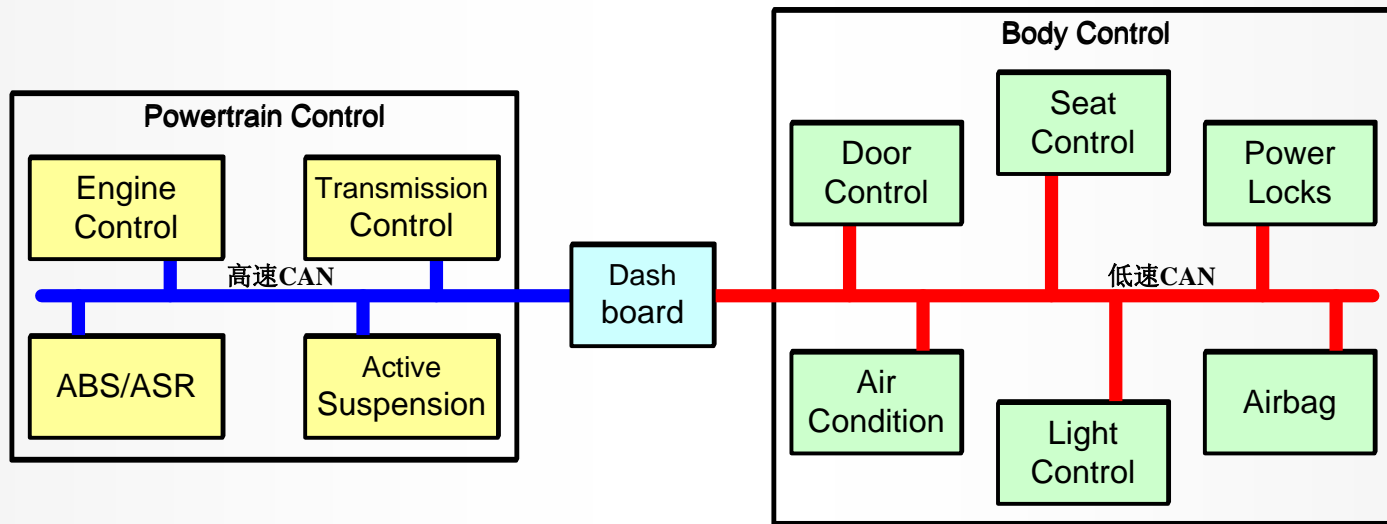 Powertrain Control
Engine
Control
Transmission
Control
高速CAN
ABS/ASR
Active
Suspension
Dash
board
Body Control
Door
Control
Seat
Control
Power
Locks
低速CAN
Air
Condition
Light
Control
Airbag